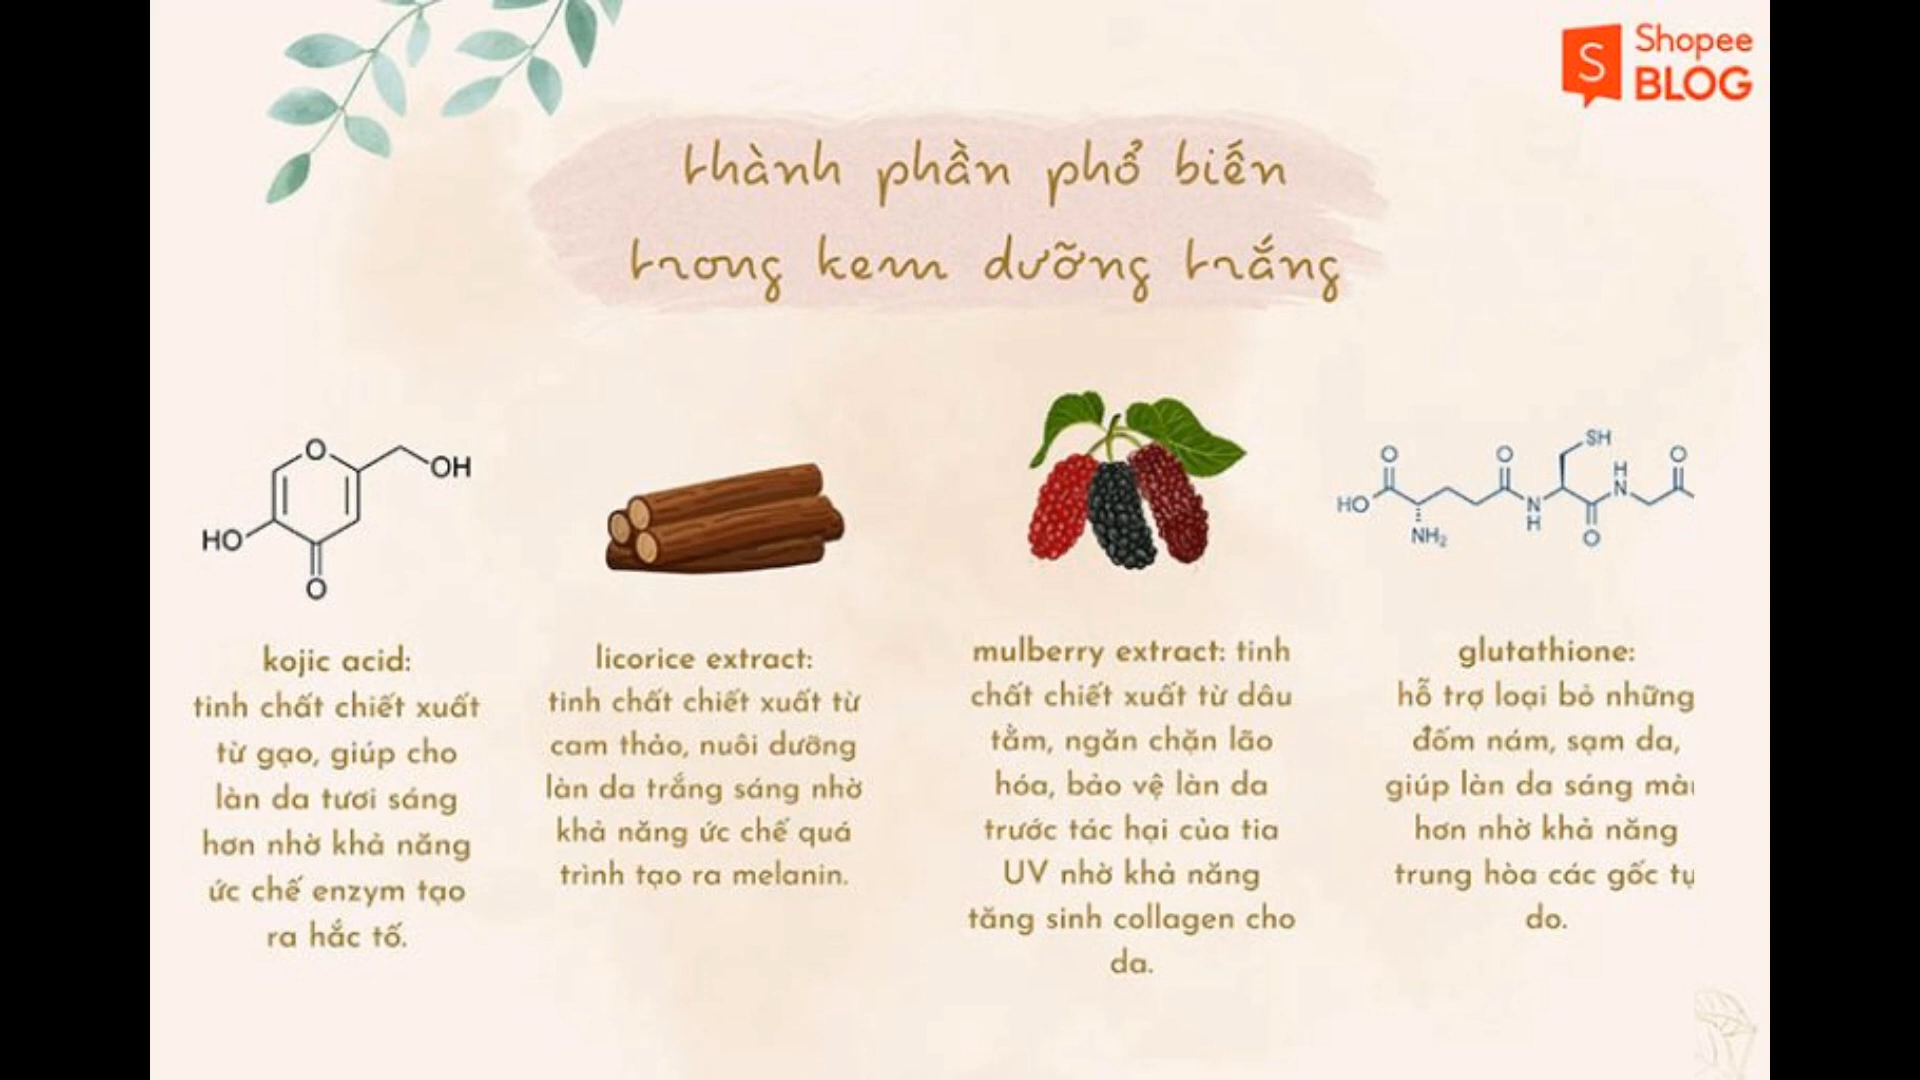 Shopee
BLOG
thành phần phổ biến
trong kem dưỡng trắng
O
OH
HO
O
SH
O
O
H
N
O
HO
N
H
NH₂
O
kojic acid:
tinh chất chiết xuất
từ gạo, giúp cho
làn da tươi sáng
hơn nhờ khả năng
ức chế enzym tạo
ra hắc tố.
licorice extract:
tinh chất chiết xuất từ
cam thảo, nuôi dưỡng
làn da trắng sáng nhờ
khả năng ức chế quá
trình tạo ra melanin.
mulberry extract: tinh
chất chiết xuất từ dâu
tằm, ngăn chặn lão
hóa, bảo vệ làn da
trước tác hại của tia
UV nhờ khả năng
tăng sinh collagen cho
da.
glutathione:
hỗ trợ loại bỏ những
đốm nám, sạm da,
giúp làn da sáng
hơn nhờ khả năng
trung hòa các gốc tự
do.